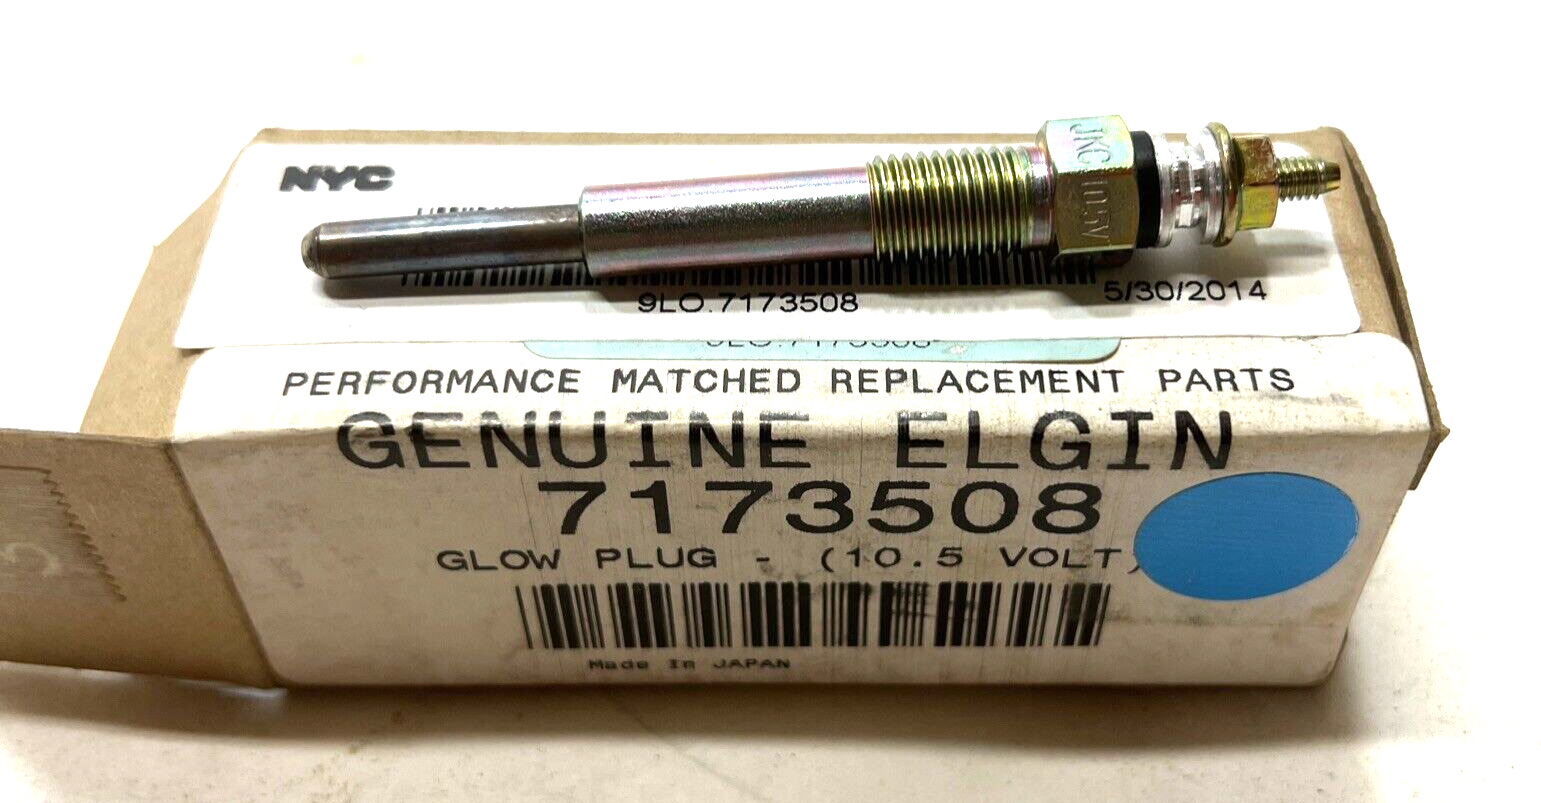 NYC
JKC
10.5V
9LO.7173508
5/30/2014
PERFORMANCE MATCHED REPLACEMENT PARTS
GENUINE ELGIN
7173508
GLOW PLUG - (10.5 VOLT)
Made In JAPAN